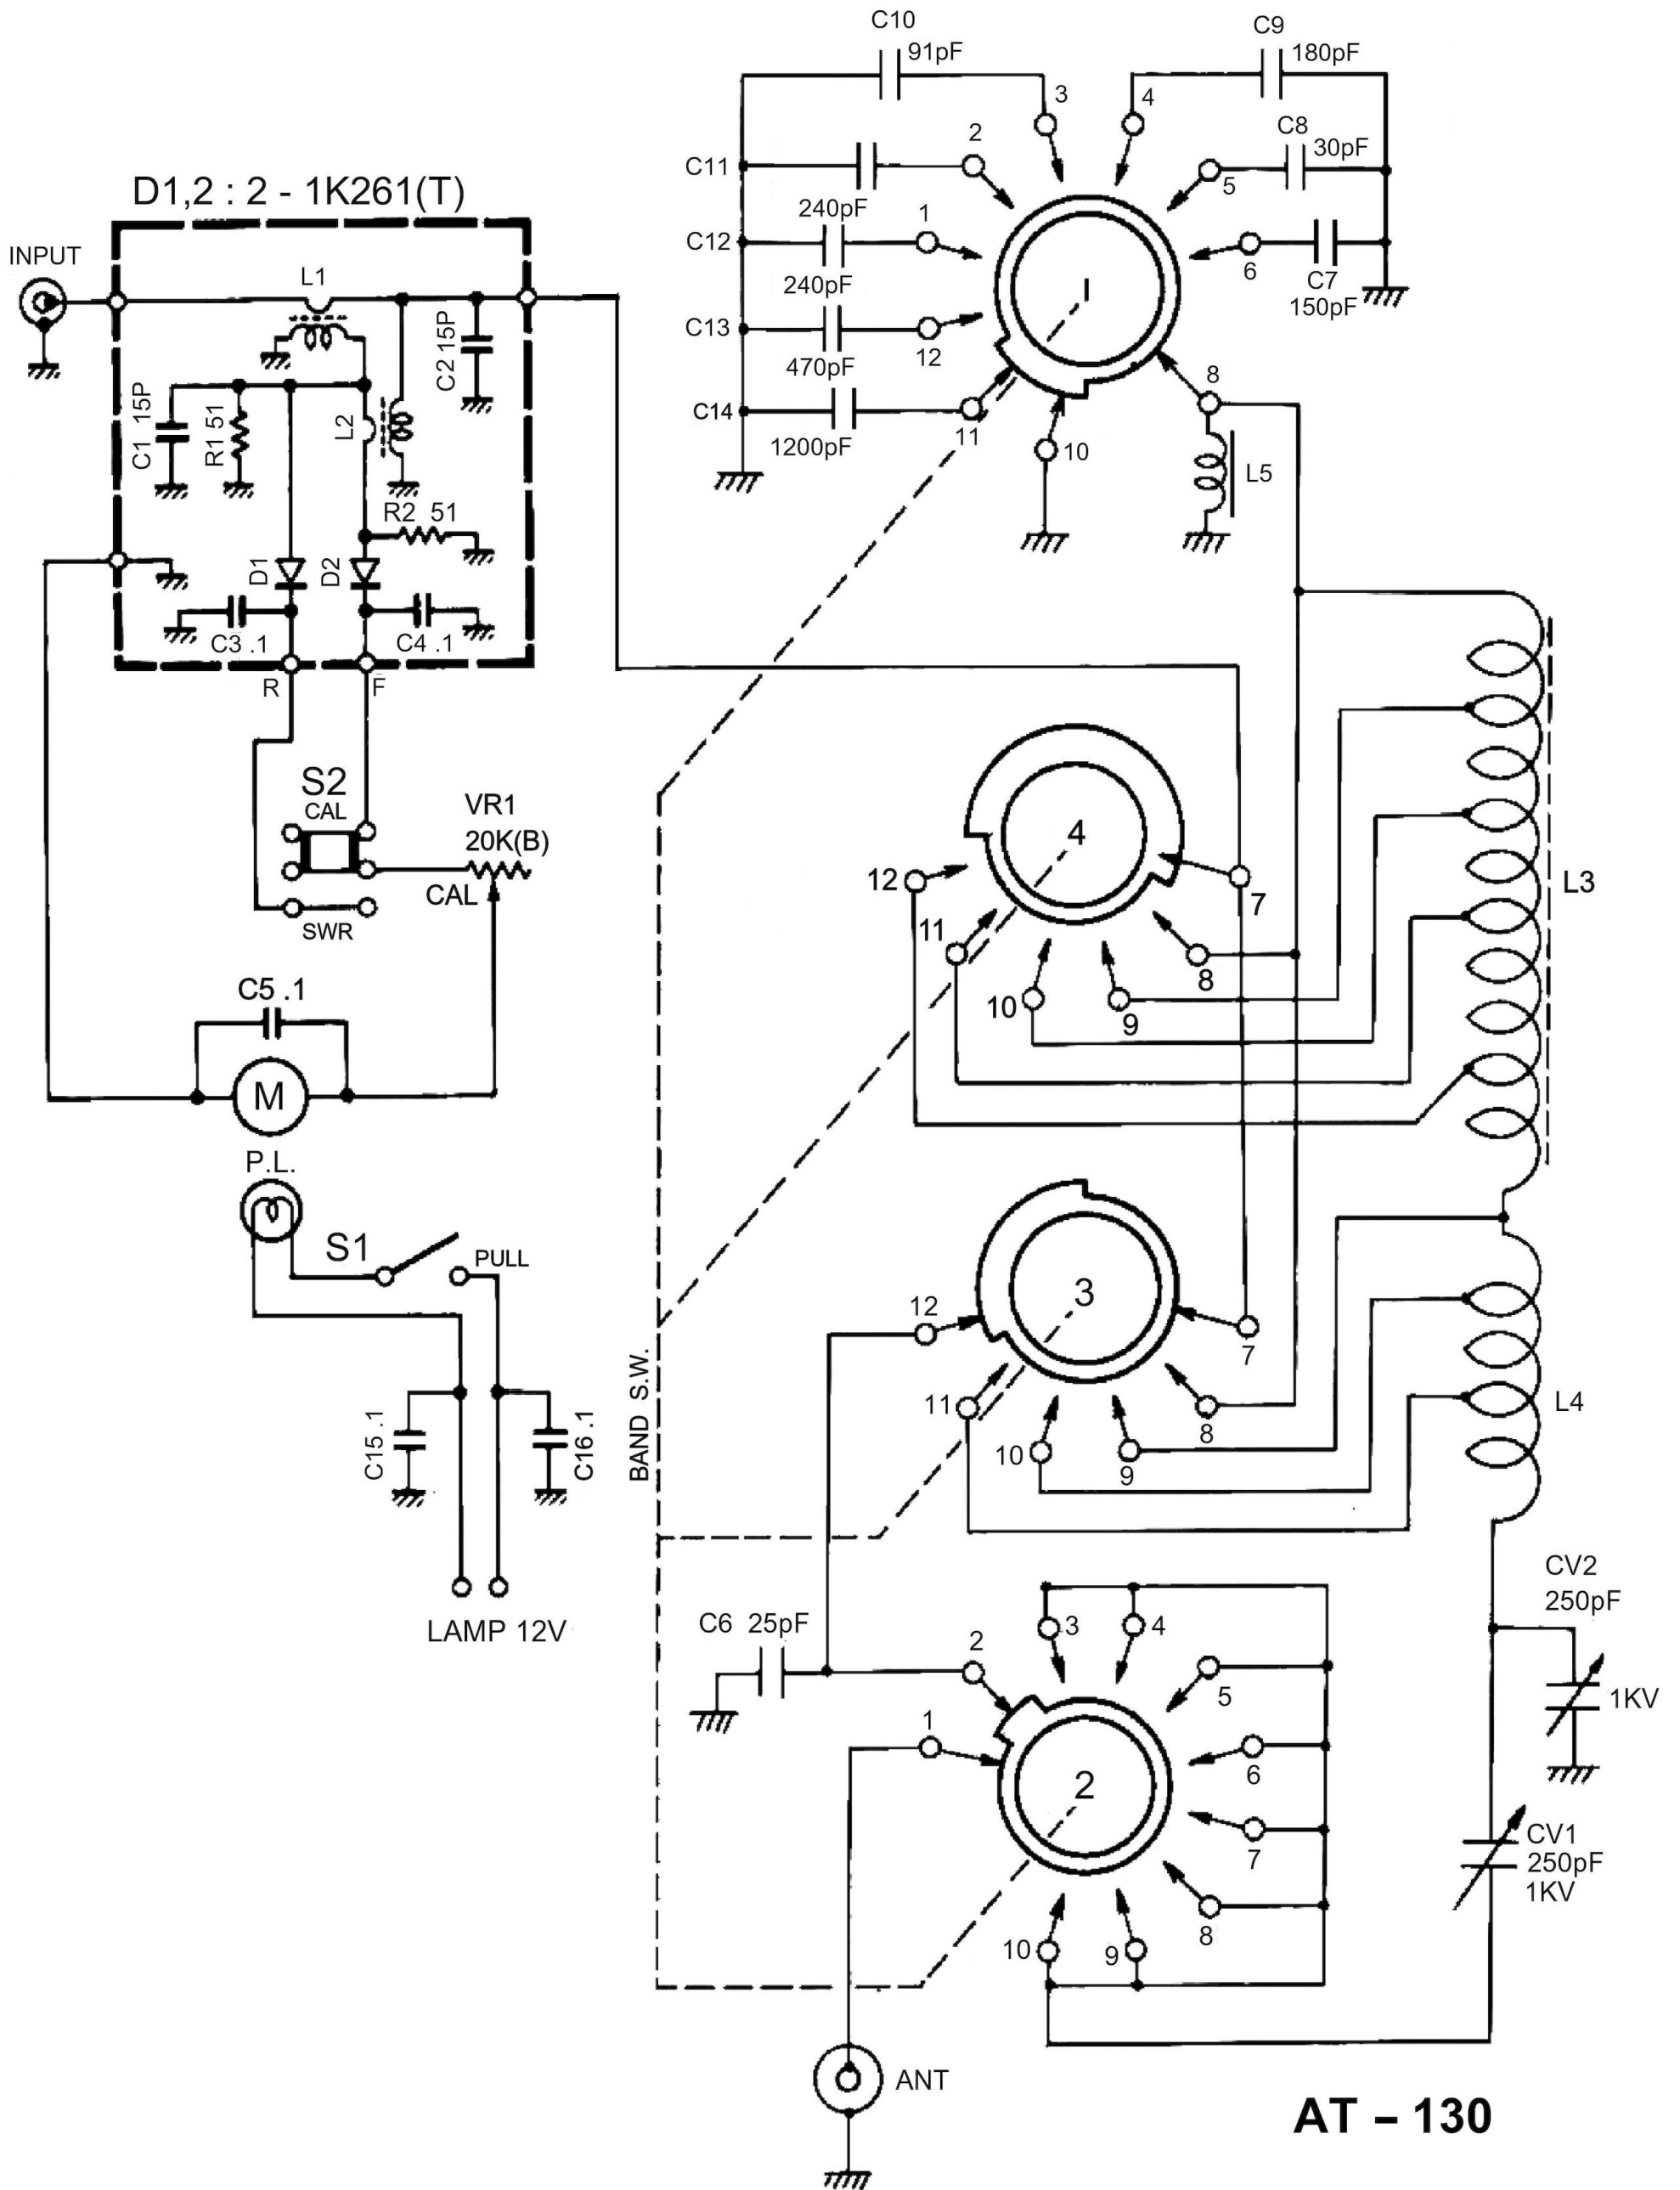 C10
91pF
C9
180pF
3
4
2
C8
30pF
C11
5
240pF
1
C12
6
240pF
C7
150pF
1
C13
12
470pF
8
C14
11
1200pF
10
L5
D1,2 : 2 - 1K261(T)
INPUT
L1
C2 15P
C1 15P
R1 51
L2
R2 51
D1
D2
C3 .1
C4 .1
R
F
S2
CAL
VR1
20K(B)
CAL
SWR
C5 .1
M
P.L.
S1
PULL
C15 .1
C16 .1
LAMP 12V
BAND S.W.
4
12
7
11
8
10
9
L3
3
12
7
11
8
10
9
L4
C6 25pF
2
3
4
5
1
6
2
7
8
10
9
CV2
250pF
1KV
CV1
250pF
1KV
ANT
AT – 130